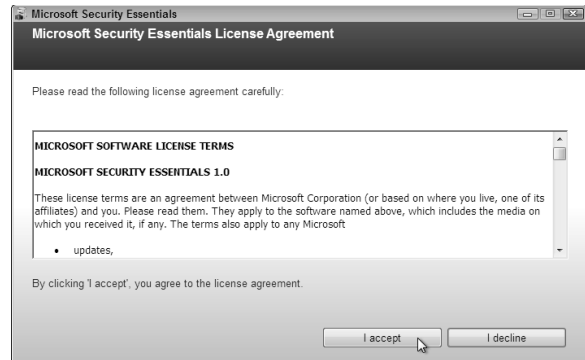 Microsoft Security Essentials
Microsoft Security Essentials License Agreement
Please read the following license agreement carefully:
MICROSOFT SOFTWARE LICENSE TERMS
MICROSOFT SECURITY ESSENTIALS 1.0
These license terms are an agreement between Microsoft Corporation (or based on where you live, one of its
affiliates) and you. Please read them. They apply to the software named above, which includes the media on
which you received it, if any. The terms also apply to any Microsoft
• updates,
By clicking 'I accept', you agree to the license agreement.
I accept
I decline